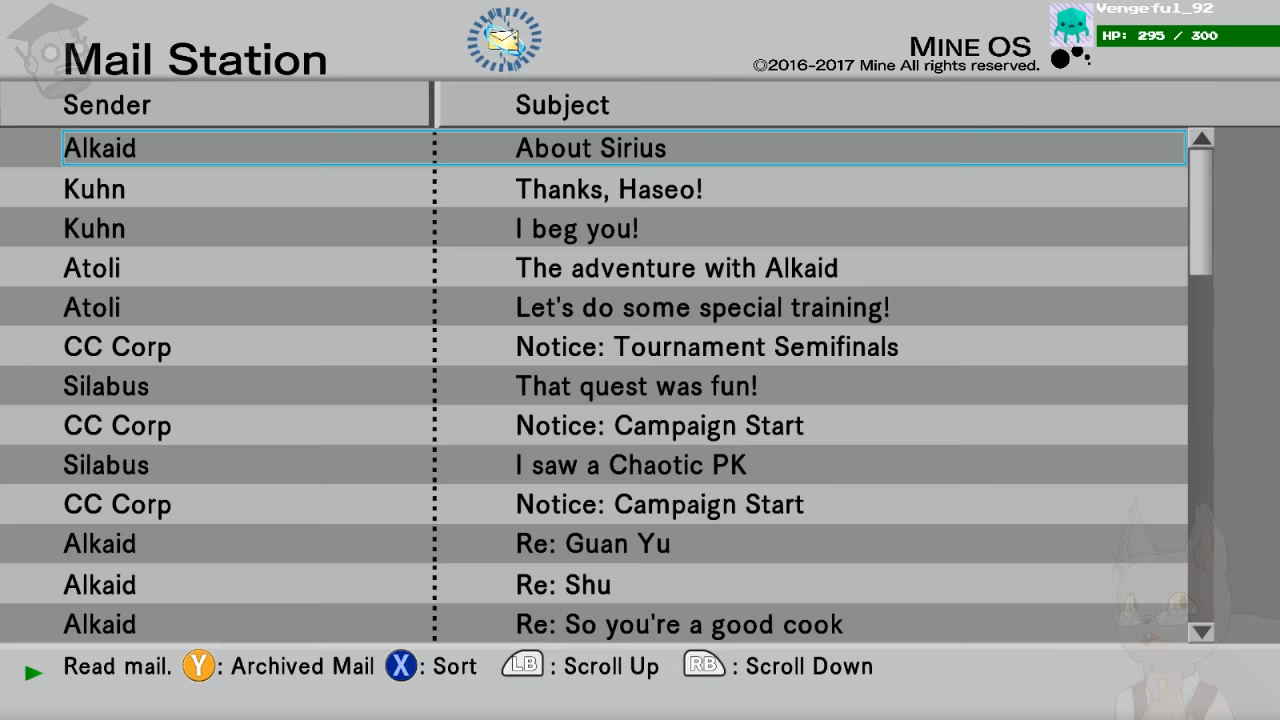 Vengeful_92
HP: 295 / 300
Mail Station
MINE OS
©2016-2017 Mine All rights reserved.
Sender Subject
Alkaid About Sirius
Kuhn Thanks, Haseo!
Kuhn I beg you!
Atoli The adventure with Alkaid
Atoli Let's do some special training!
CC Corp Notice: Tournament Semifinals
Silabus That quest was fun!
CC Corp Notice: Campaign Start
Silabus I saw a Chaotic PK
CC Corp Notice: Campaign Start
Alkaid Re: Guan Yu
Alkaid Re: Shu
Alkaid Re: So you're a good cook
Read mail. Y : Archived Mail X : Sort LB : Scroll Up RB : Scroll Down